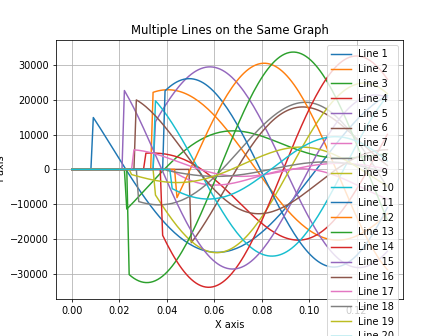 Multiple Lines on the Same Graph
30000
20000
10000
0
−10000
−20000
−30000
0.00
0.02
0.04
0.06
0.08
0.10
X axis
Line 1
Line 2
Line 3
Line 4
Line 5
Line 6
Line 7
Line 8
Line 9
Line 10
Line 11
Line 12
Line 13
Line 14
Line 15
Line 16
Line 17
Line 18
Line 19
Line 20